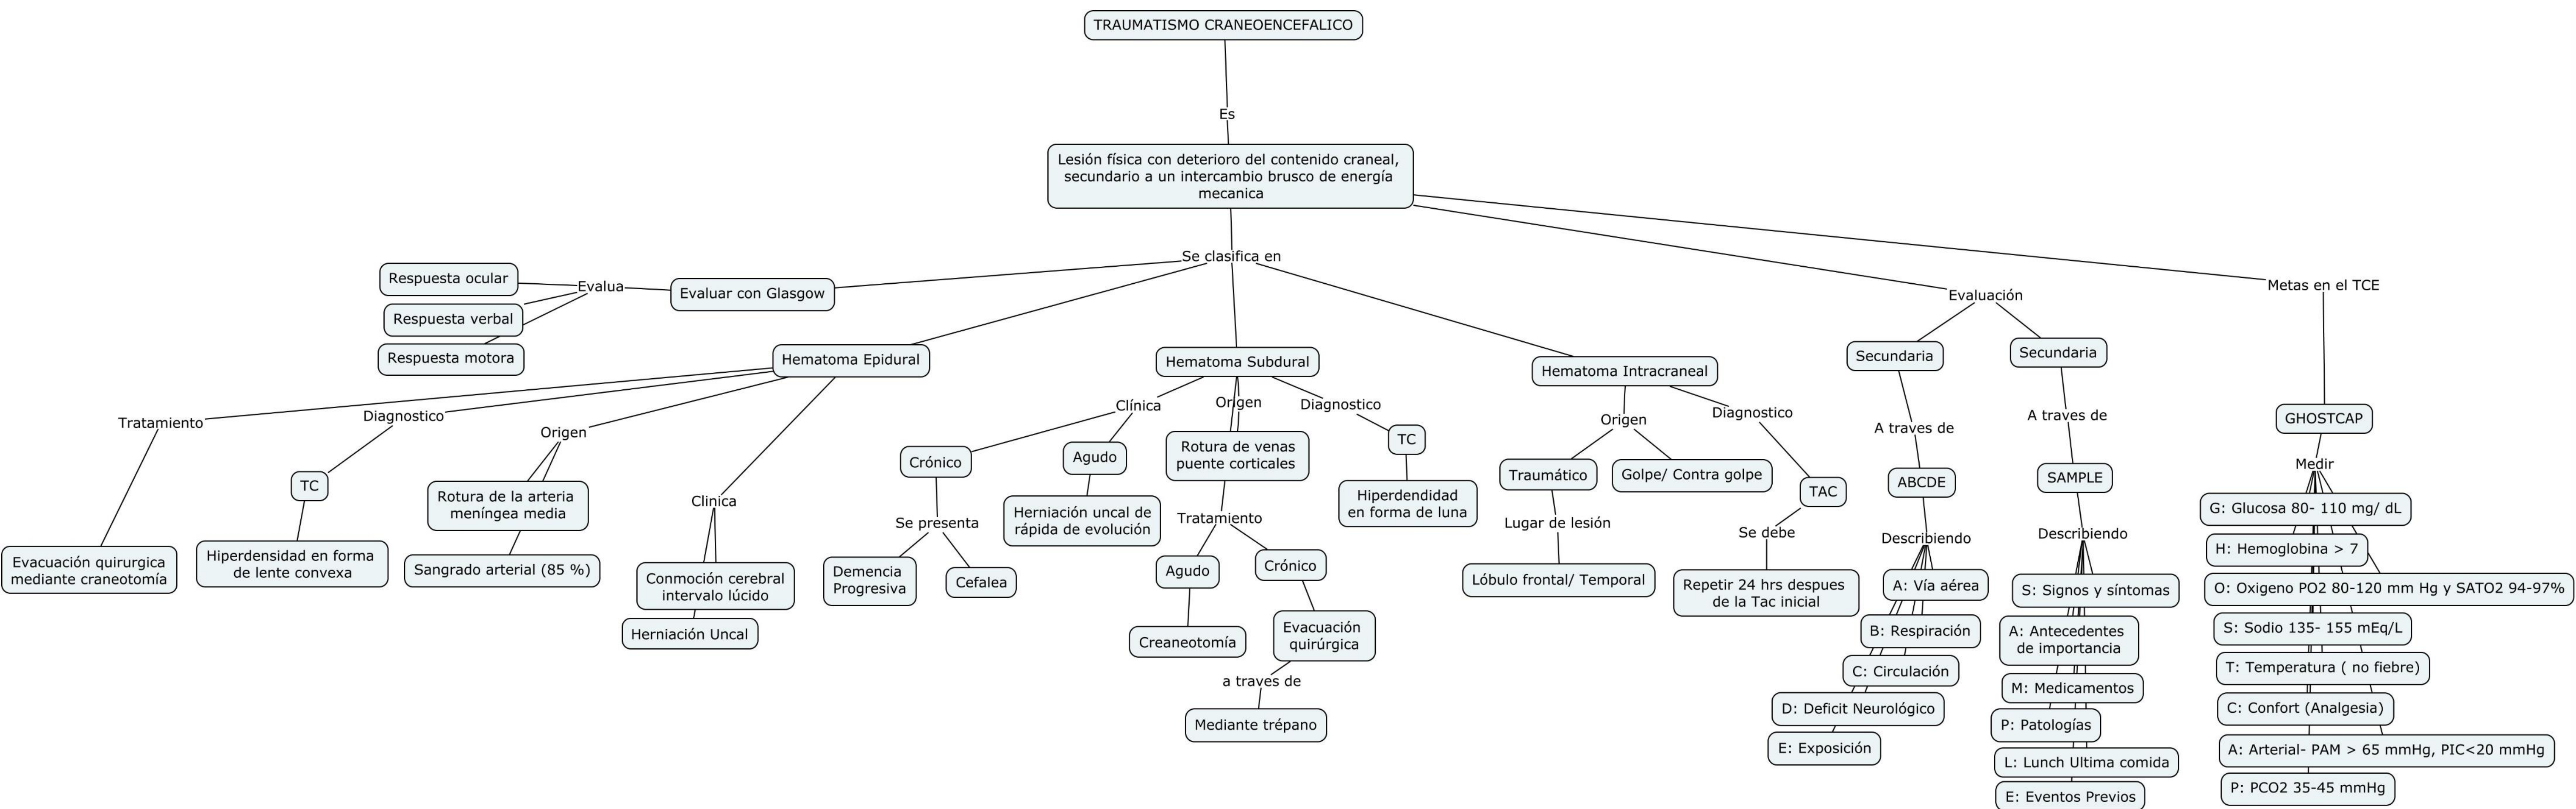 TRAUMATISMO CRANEOENCEFALICO
Es
Lesión física con deterioro del contenido craneal,
secundario a un intercambio brusco de energía
mecanica
Se clasifica en
Evaluar con Glasgow
Evalua
Respuesta ocular
Respuesta verbal
Respuesta motora
Hematoma Epidural
Tratamiento
Evacuación quirurgica
mediante craneotomía
Diagnostico
TC
Hiperdensidad en forma
de lente convexa
Origen
Rotura de la arteria
meníngea media
Sangrado arterial (85 %)
Clinica
Conmoción cerebral
intervalo lúcido
Herniación Uncal
Hematoma Subdural
Clínica
Crónico
Se presenta
Demencia
Progresiva
Cefalea
Agudo
Herniación uncal de
rápida de evolución
Origen
Rotura de venas
puente corticales
Tratamiento
Agudo
Creaneotomía
Crónico
Evacuación
quirúrgica
a traves de
Mediante trépano
Diagnostico
TC
Hiperdendidad
en forma de luna
Hematoma Intracraneal
Origen
Traumático
Lugar de lesión
Lóbulo frontal/ Temporal
Golpe/ Contra golpe
Diagnostico
TAC
Se debe
Repetir 24 hrs despues
de la Tac inicial
Evaluación
Secundaria
A traves de
ABCDE
Describiendo
A: Vía aérea
B: Respiración
C: Circulación
D: Deficit Neurológico
E: Exposición
Secundaria
A traves de
SAMPLE
Describiendo
S: Signos y síntomas
A: Antecedentes
de importancia
M: Medicamentos
P: Patologías
L: Lunch Ultima comida
E: Eventos Previos
Metas en el TCE
GHOSTCAP
Medir
G: Glucosa 80- 110 mg/ dL
H: Hemoglobina > 7
O: Oxigeno PO2 80-120 mm Hg y SATO2 94-97%
S: Sodio 135- 155 mEq/L
T: Temperatura ( no fiebre)
C: Confort (Analgesia)
A: Arterial- PAM > 65 mmHg, PIC<20 mmHg
P: PCO2 35-45 mmHg